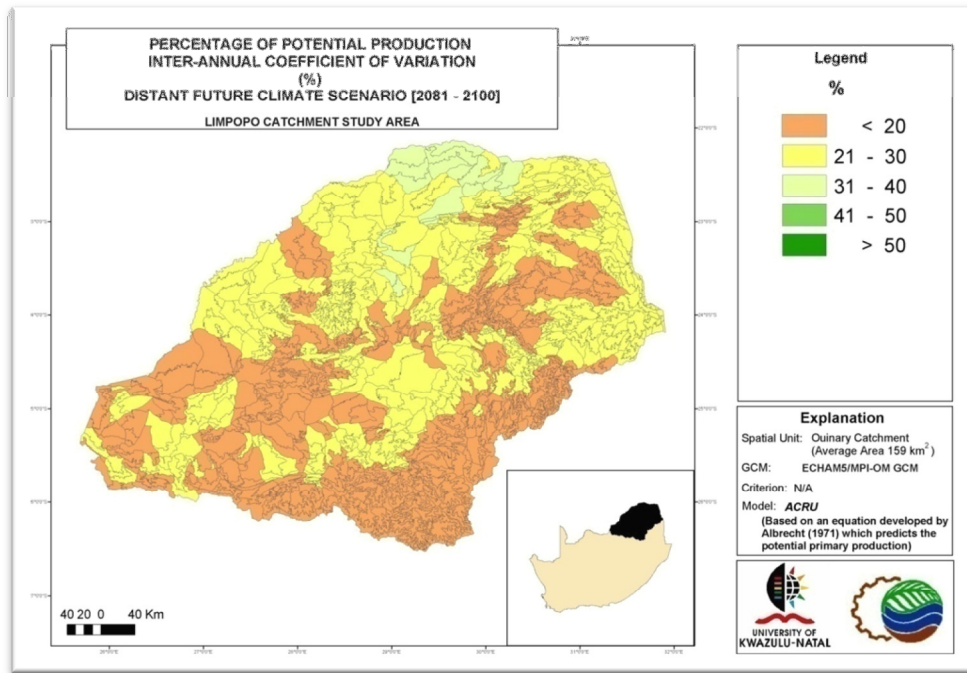 PERCENTAGE OF POTENTIAL PRODUCTION
INTER-ANNUAL COEFFICIENT OF VARIATION
(%)
DISTANT FUTURE CLIMATE SCENARIO [2081 - 2100]
LIMPOPO CATCHMENT STUDY AREA
40 20 0 40 Km
Legend
%
< 20
21 - 30
31 - 40
41 - 50
> 50
Explanation
Spatial Unit: Quinary Catchment
(Average Area 159 km²)
GCM: ECHAM5/MPI-OM GCM
Criterion: N/A
Model: ACRU
(Based on an equation developed by
Albrecht (1971) which predicts the
potential primary production)
UNIVERSITY OF
KWAZULU-NATAL